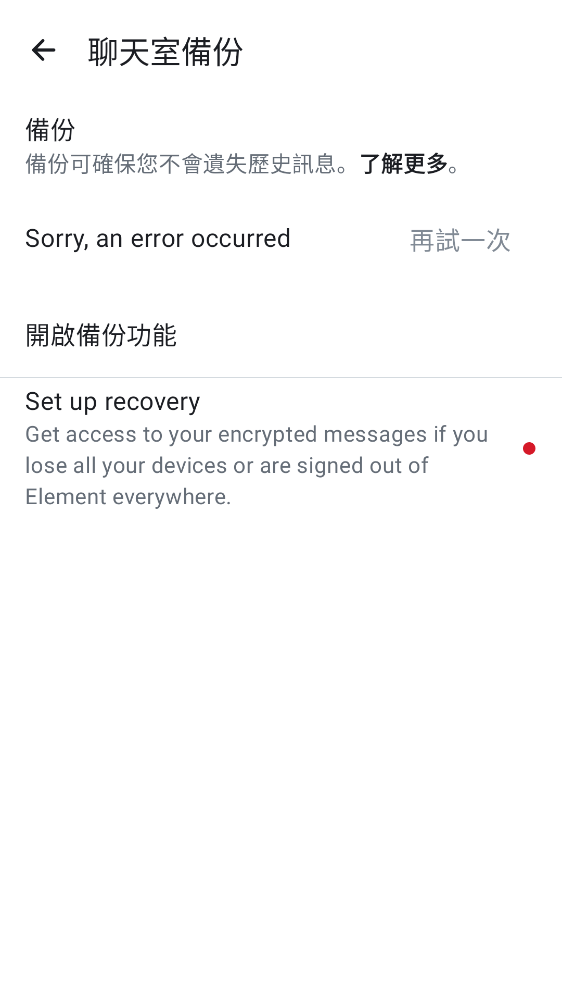 聊天室備份
備份
備份可確保您不會遺失歷史訊息。了解更多。
Sorry, an error occurred
再試一次
開啟備份功能
Set up recovery
Get access to your encrypted messages if you
lose all your devices or are signed out of
Element everywhere.